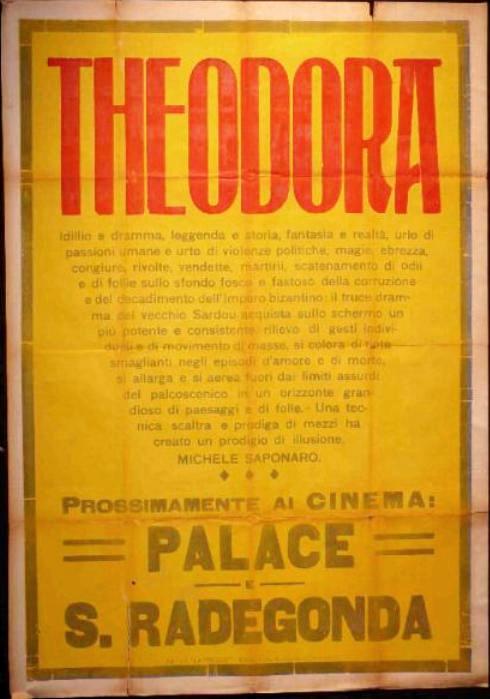 THEODORA
Idillio e dramma, leggenda e storia, fantasia e realtà, urlo di
passioni umane e urto di violenze politiche, magie, ebrezza,
congiure, rivolte, vendette, martirii, scatenamento di odii
e di follie sullo sfondo fosco e fastoso della corruzione
e del decadimento dell'Impero bizantino: il truce dram-
ma del vecchio Sardou acquista sullo schermo un
più potente e consistente rilievo di gesti indivi-
duali e di movimento di masse, si colora di tinte
smaglianti negli episodi d'amore e di morte,
si allarga e si aerea fuori dai limiti assurdi
del palcoscenico in un orizzonte gran-
dioso di paesaggi e di folle. - Una tec-
nica scaltra e prodiga di mezzi ha
creato un prodigio di illusione.
MICHELE SAPONARO.
PROSSIMAMENTE AI CINEMA:
PALACE
E
S. RADEGONDA